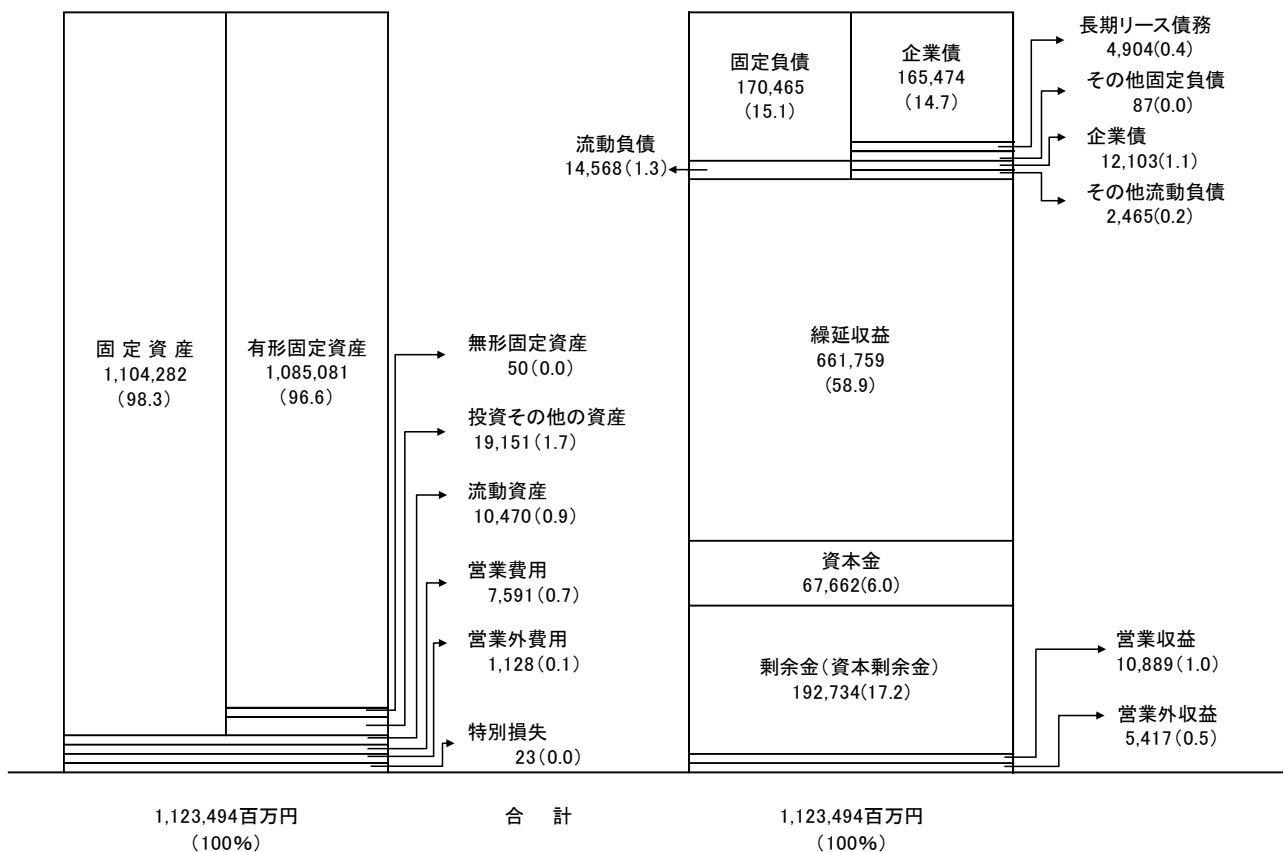 固 定 資 産
1,104,282
(98.3)
有形固定資産
1,085,081
(96.6)
無形固定資産
50(0.0)
投資その他の資産
19,151(1.7)
流動資産
10,470(0.9)
営業費用
7,591(0.7)
営業外費用
1,128(0.1)
特別損失
23(0.0)
固定負債
170,465
(15.1)
企業債
165,474
(14.7)
長期リース債務
4,904(0.4)
その他固定負債
87(0.0)
企業債
12,103(1.1)
その他流動負債
2,465(0.2)
流動負債
14,568(1.3)
繰延収益
661,759
(58.9)
資本金
67,662(6.0)
剰余金(資本剰余金)
192,734(17.2)
営業収益
10,889(1.0)
営業外収益
5,417(0.5)
1,123,494百万円
(100%)
合 計
1,123,494百万円
(100%)